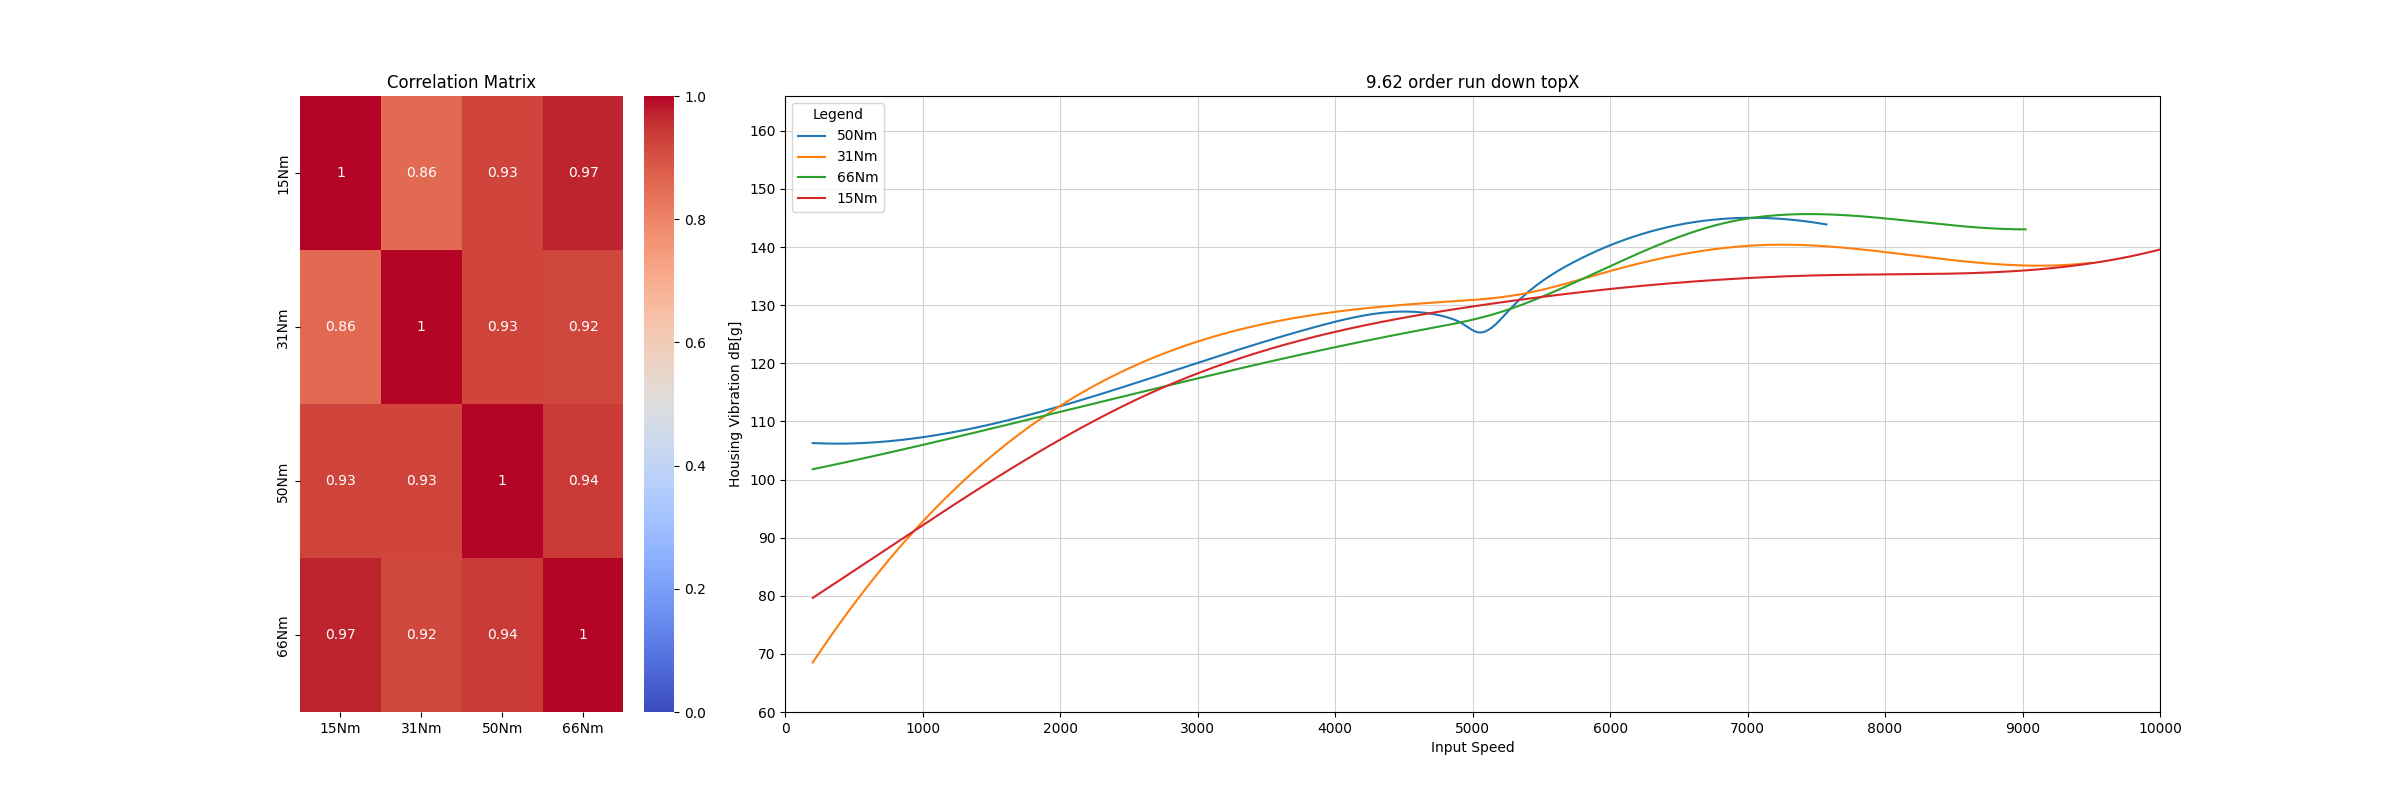 Correlation Matrix
15Nm
1
0.86
0.93
0.97
31Nm
0.86
1
0.93
0.92
50Nm
0.93
0.93
1
0.94
66Nm
0.97
0.92
0.94
1
15Nm
31Nm
50Nm
66Nm
1.0
0.8
0.6
0.4
0.2
0.0
9.62 order run down topX
Legend
50Nm
31Nm
66Nm
15Nm
Housing Vibration dB[g]
160
150
140
130
120
110
100
90
80
70
60
0
1000
2000
3000
4000
5000
6000
7000
8000
9000
10000
Input Speed